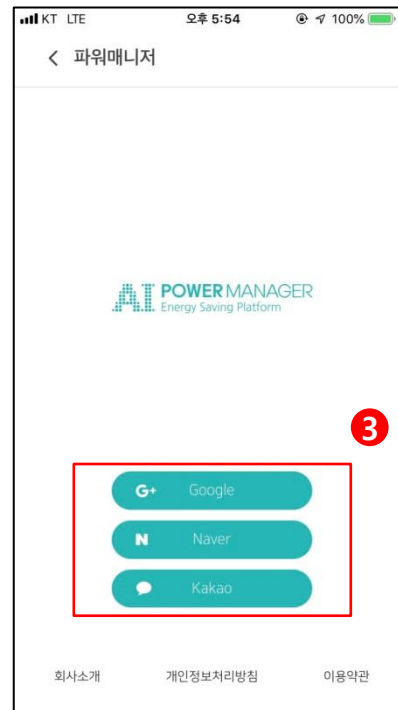 KT LTE 오후 5:54 100%
파워매니저
AI POWER MANAGER
Energy Saving Platform
3
G+ Google
N Naver
Kakao
회사소개 개인정보처리방침 이용약관